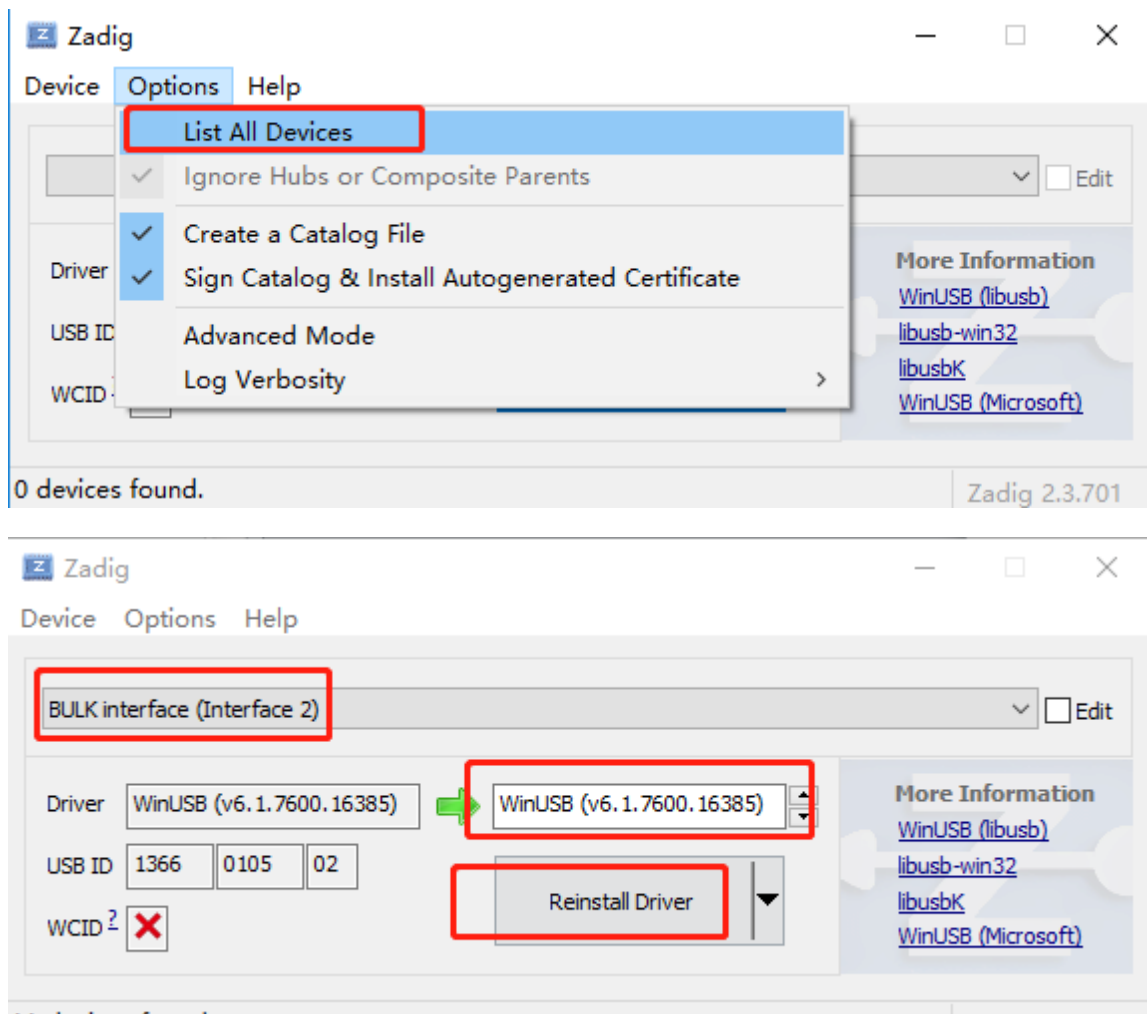 Zadig
Device Options Help
List All Devices
Ignore Hubs or Composite Parents
Edit
Create a Catalog File
Sign Catalog & Install Autogenerated Certificate
Advanced Mode
Log Verbosity
Driver
USB ID
WCID
More Information
WinUSB (libusb)
libusb-win32
libusbK
WinUSB (Microsoft)
0 devices found.
Zadig 2.3.701
Zadig
Device Options Help
BULK interface (Interface 2)
Edit
Driver WinUSB (v6.1.7600.16385) WinUSB (v6.1.7600.16385)
USB ID 1366 0105 02
WCID ?
Reinstall Driver
More Information
WinUSB (libusb)
libusb-win32
libusbK
WinUSB (Microsoft)